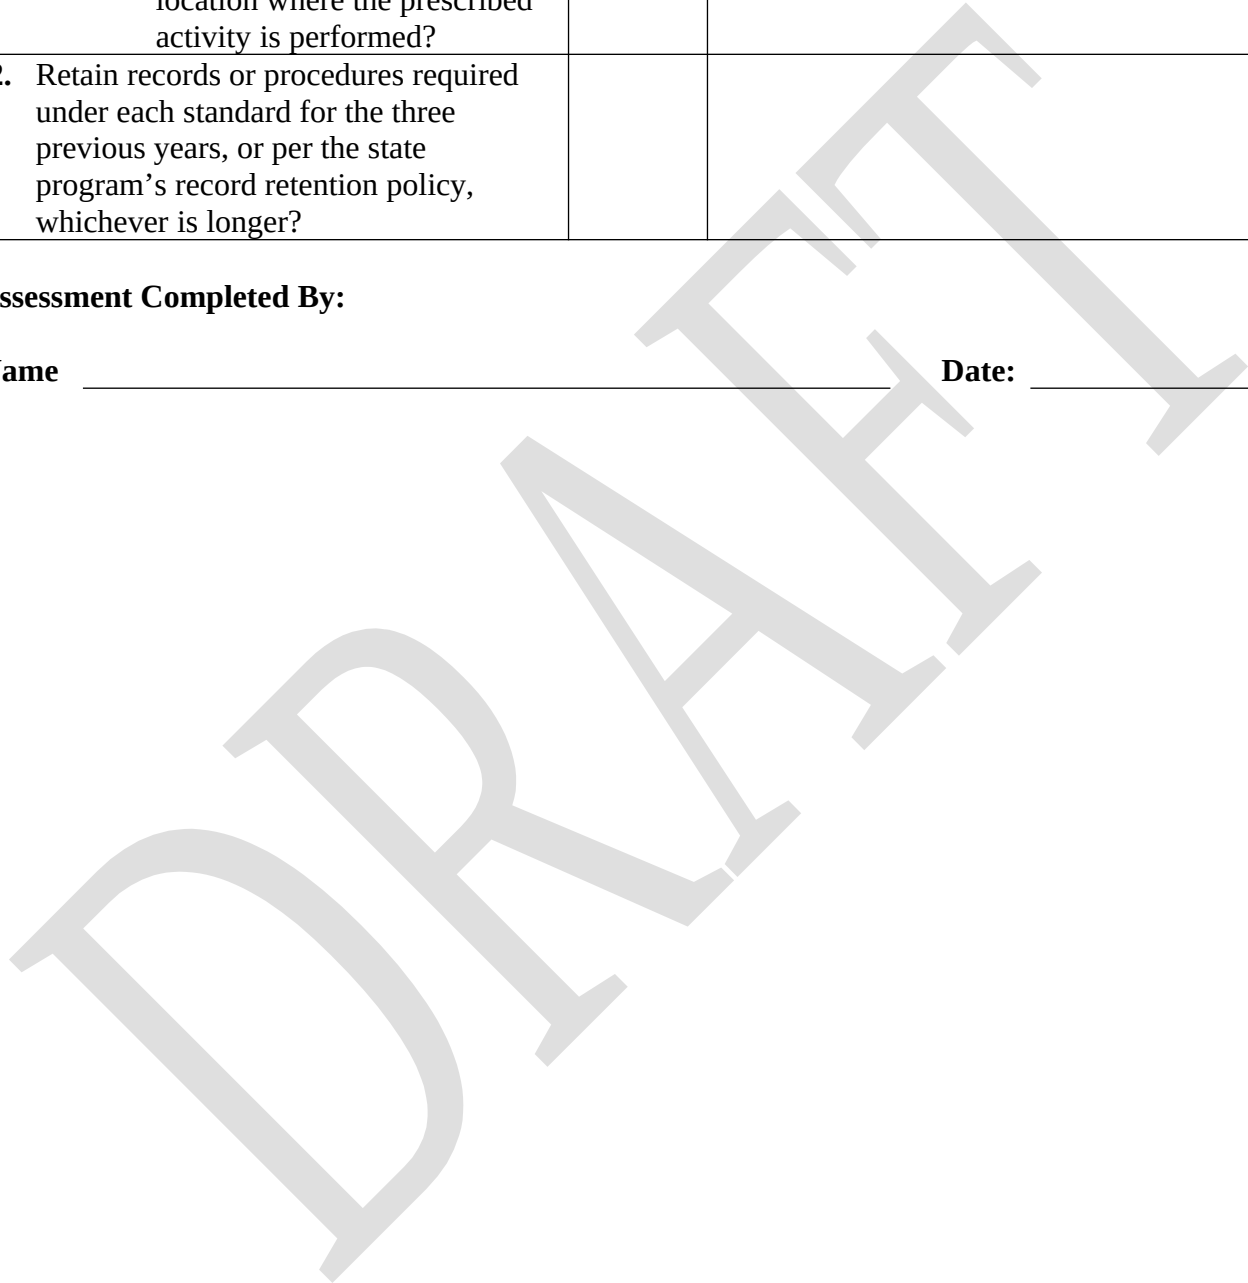 location where the prescribed
activity is performed?
2. Retain records or procedures required
under each standard for the three
previous years, or per the state
program’s record retention policy,
whichever is longer?
ssessment Completed By:
ame Date:
DRAFT